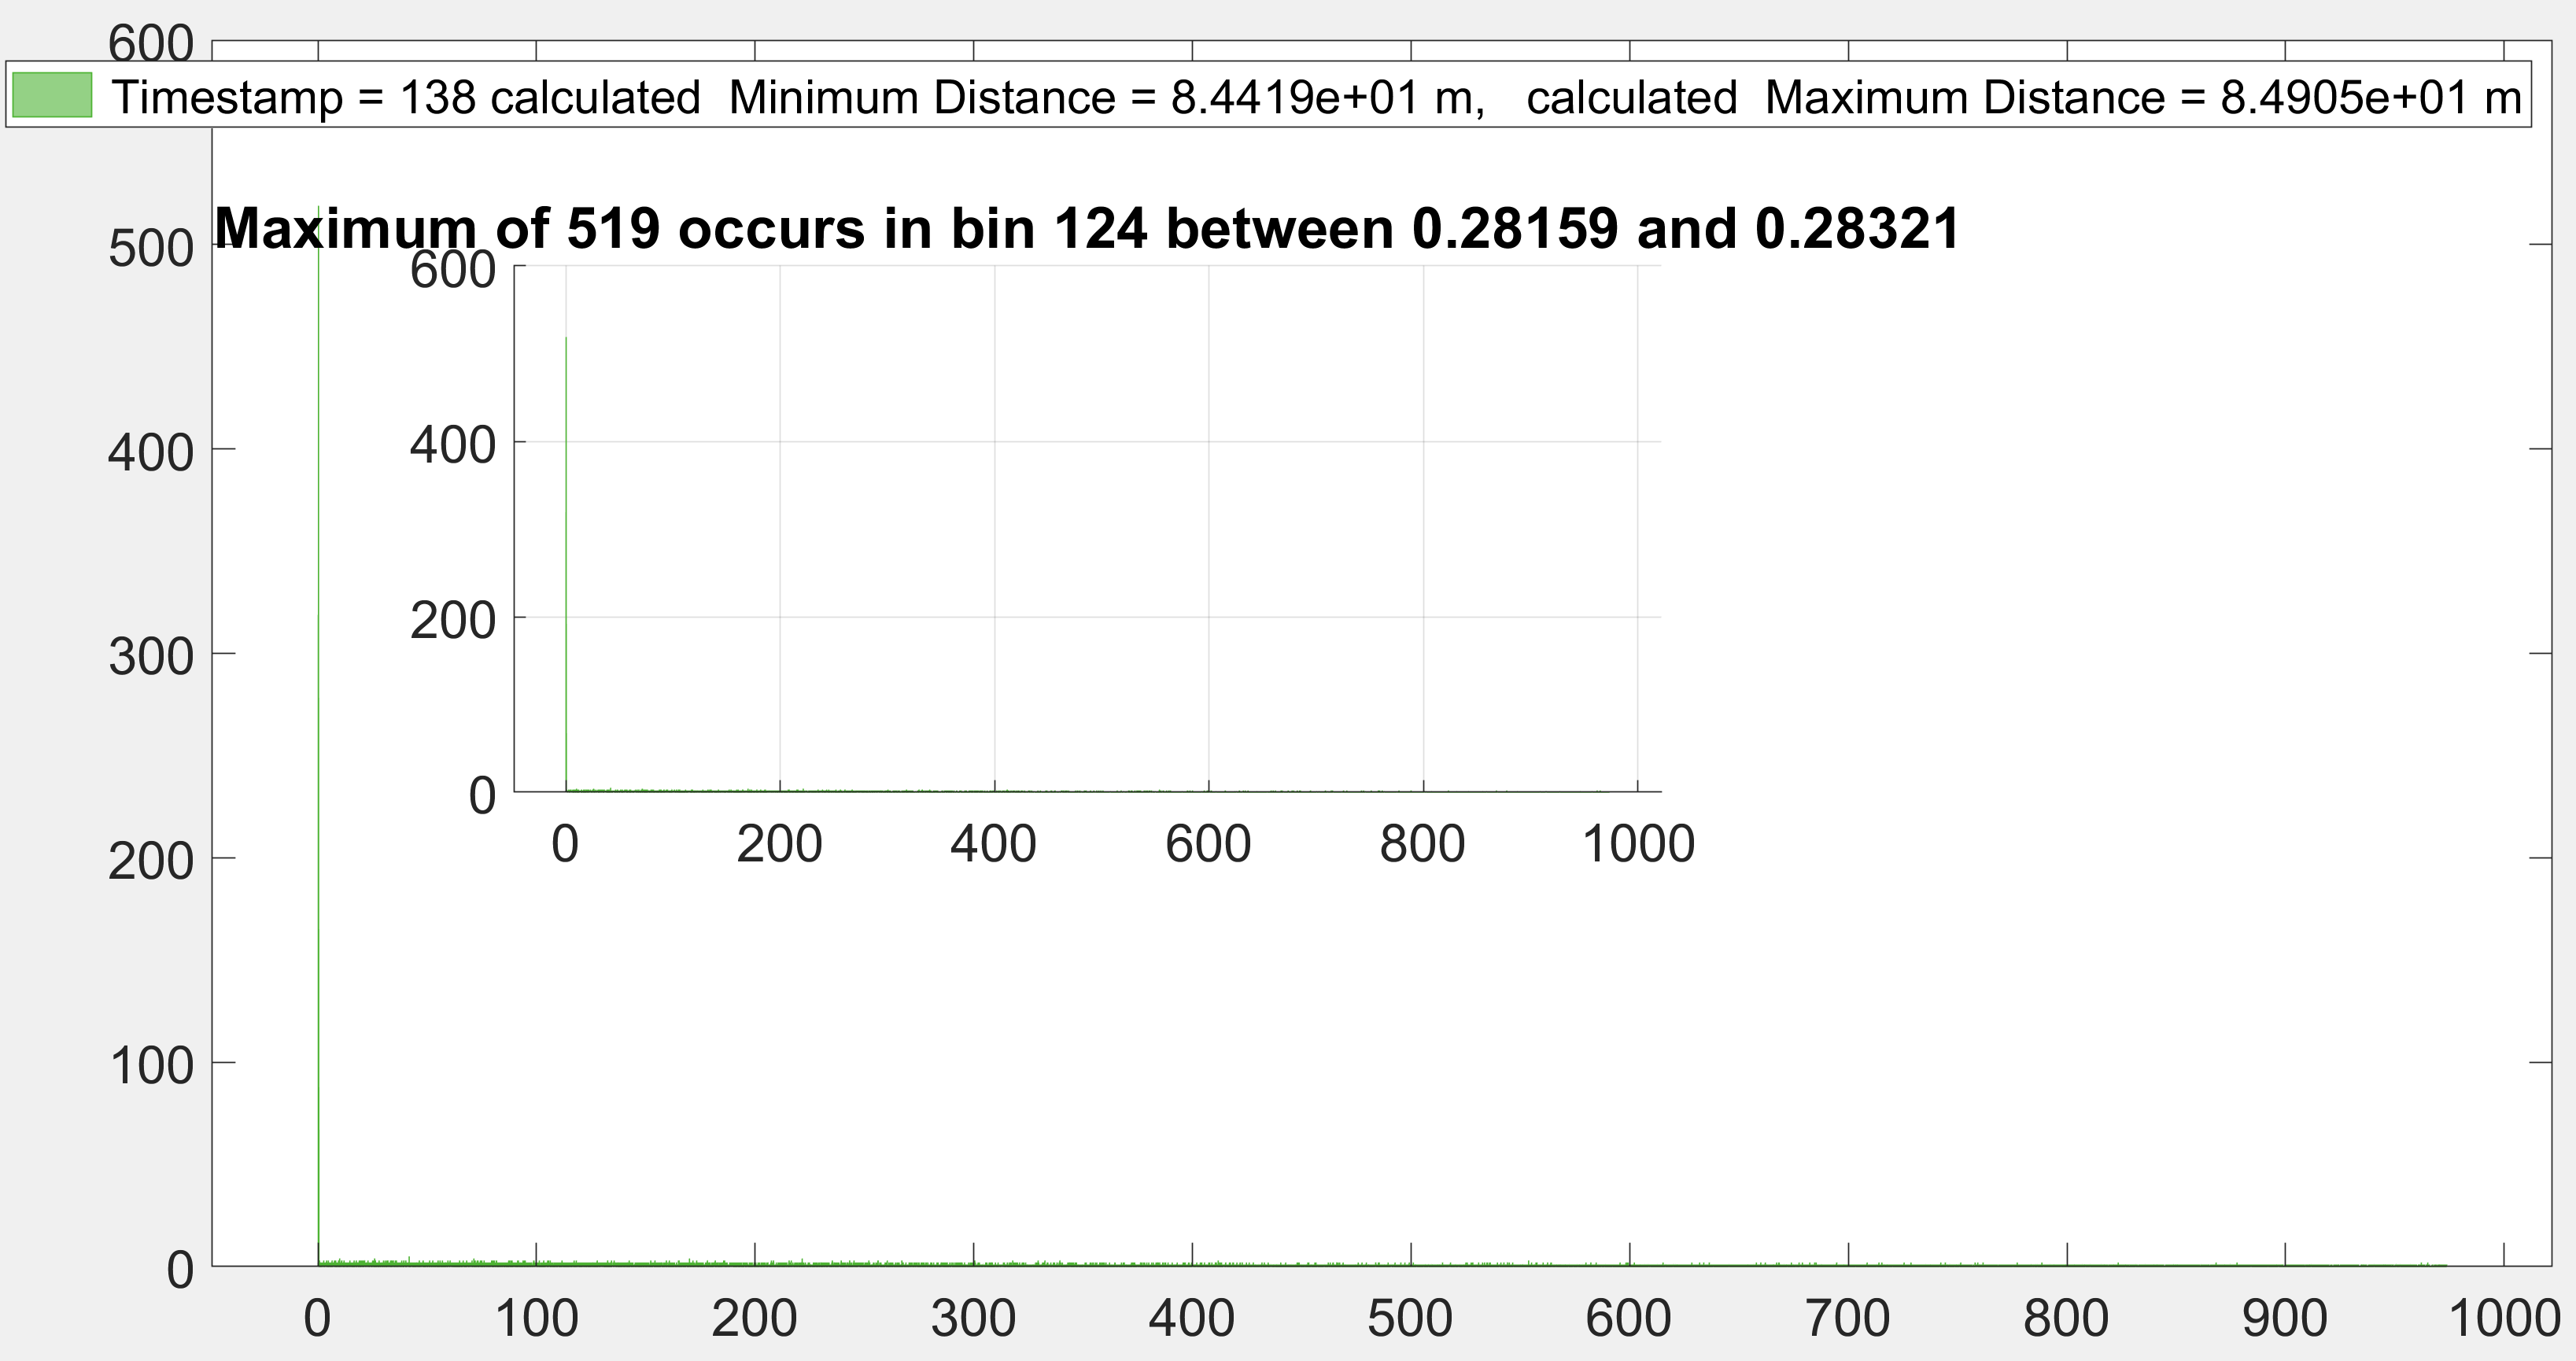 600
Timestamp = 138 calculated  Minimum Distance = 8.4419e+01 m,   calculated  Maximum Distance = 8.4905e+01 m
Maximum of 519 occurs in bin 124 between 0.28159 and 0.28321
500
400
300
200
100
0
0 100 200 300 400 500 600 700 800 900 1000
600
400
200
0
0 200 400 600 800 1000